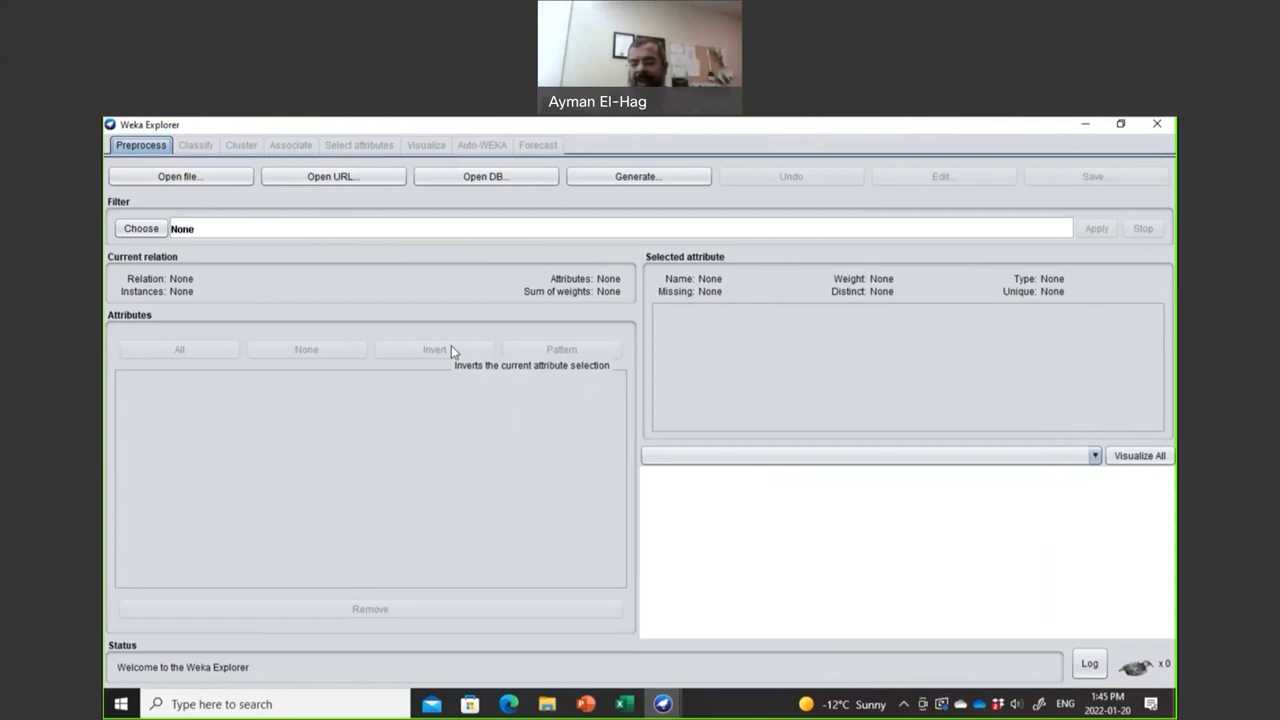 Ayman El-Hag
Weka Explorer
Preprocess Classify Cluster Associate Select attributes Visualize Auto-WEKA Forecast
Open file... Open URL... Open DB... Generate... Undo Edit... Save...
Filter
Choose None Apply Stop
Current relation
Relation: None Attributes: None
Instances: None Sum of weights: None
Selected attribute
Name: None Weight: None Type: None
Missing: None Distinct: None Unique: None
Attributes
All None Invert Pattern
Inverts the current attribute selection
Visualize All
Remove
Status
Welcome to the Weka Explorer
Log x 0
Type here to search
-12°C Sunny ENG 1:45 PM
2022-01-20